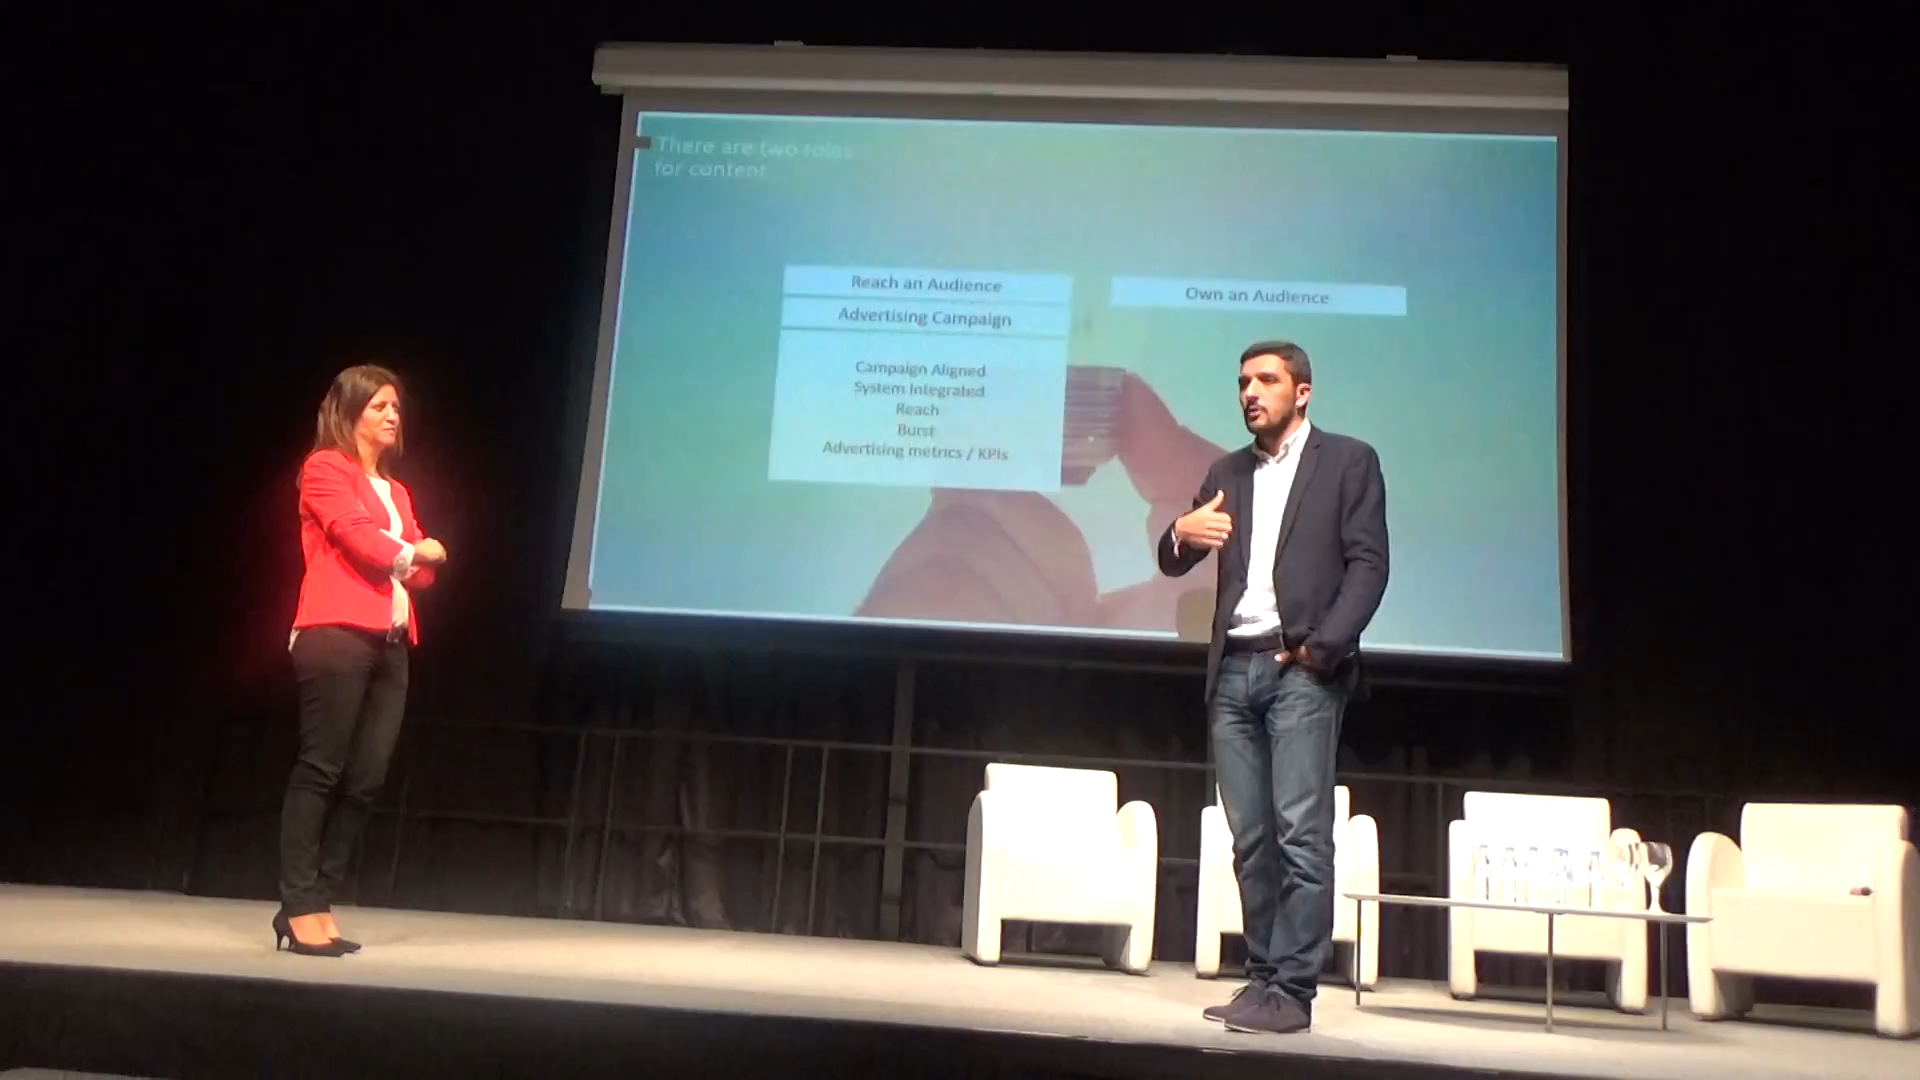 There are two roles
for content
Reach an Audience
Advertising Campaign
Campaign Aligned
System Integrated
Reach
Burst
Advertising metrics / KPIs
Own an Audience